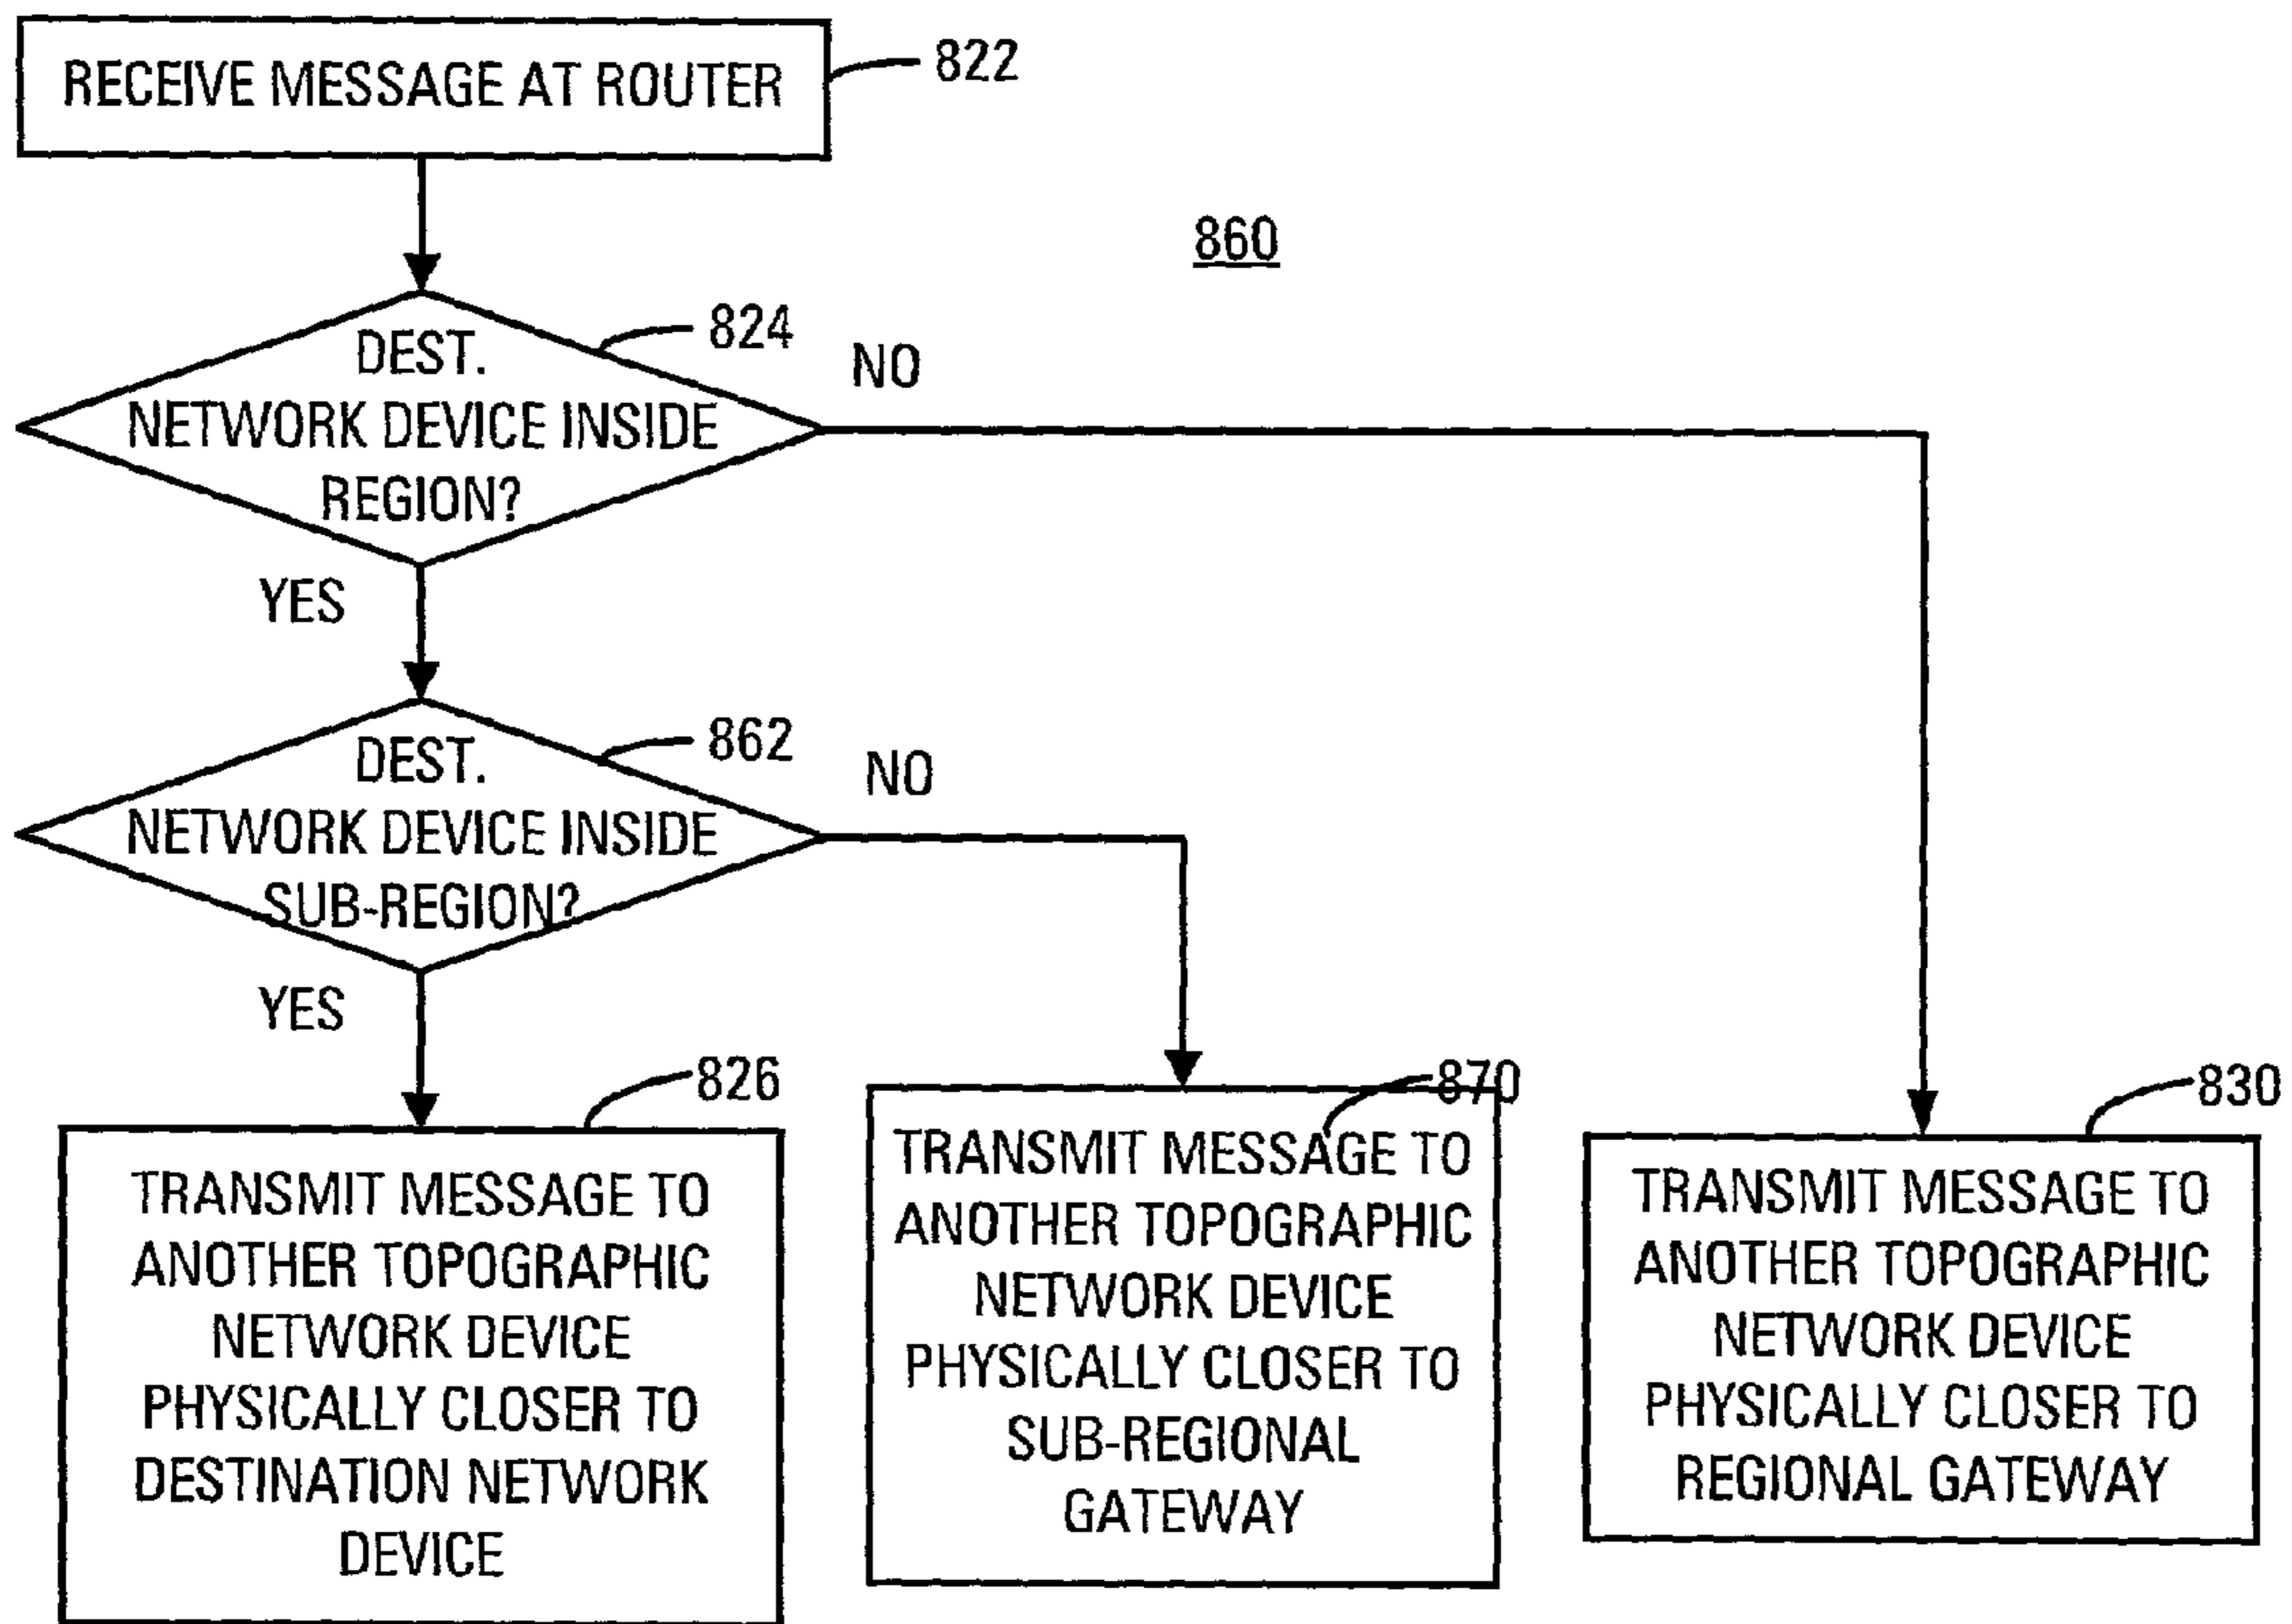 RECEIVE MESSAGE AT ROUTER
822
860
824
DEST.
NETWORK DEVICE INSIDE
REGION?
NO
YES
862
DEST.
NETWORK DEVICE INSIDE
SUB-REGION?
NO
YES
826
TRANSMIT MESSAGE TO
ANOTHER TOPOGRAPHIC
NETWORK DEVICE
PHYSICALLY CLOSER TO
DESTINATION NETWORK
DEVICE
870
TRANSMIT MESSAGE TO
ANOTHER TOPOGRAPHIC
NETWORK DEVICE
PHYSICALLY CLOSER TO
SUB-REGIONAL
GATEWAY
830
TRANSMIT MESSAGE TO
ANOTHER TOPOGRAPHIC
NETWORK DEVICE
PHYSICALLY CLOSER TO
REGIONAL GATEWAY